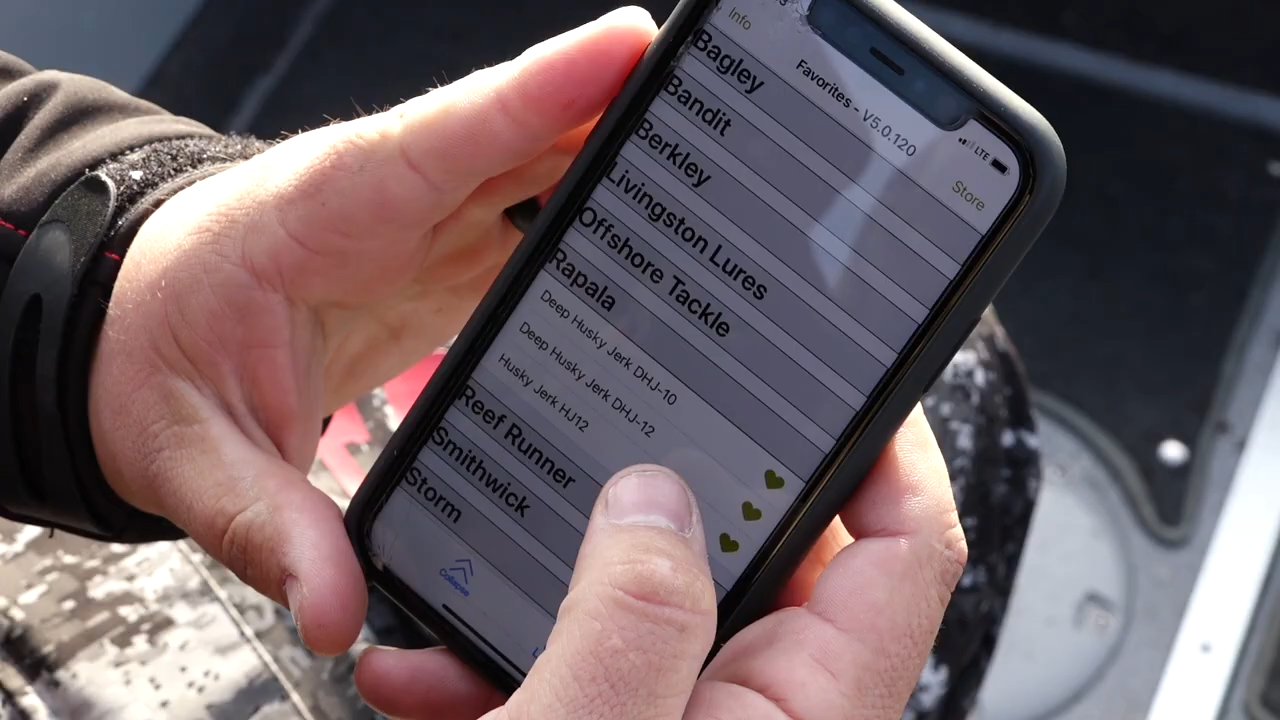 Info
LTE
Favorites - V5.0.120
Store
Bagley
Bandit
Berkley
Livingston Lures
Offshore Tackle
Rapala
Deep Husky Jerk DHJ-10
Deep Husky Jerk DHJ-12
Husky Jerk HJ12
Reef Runner
Smithwick
Storm
Collapse